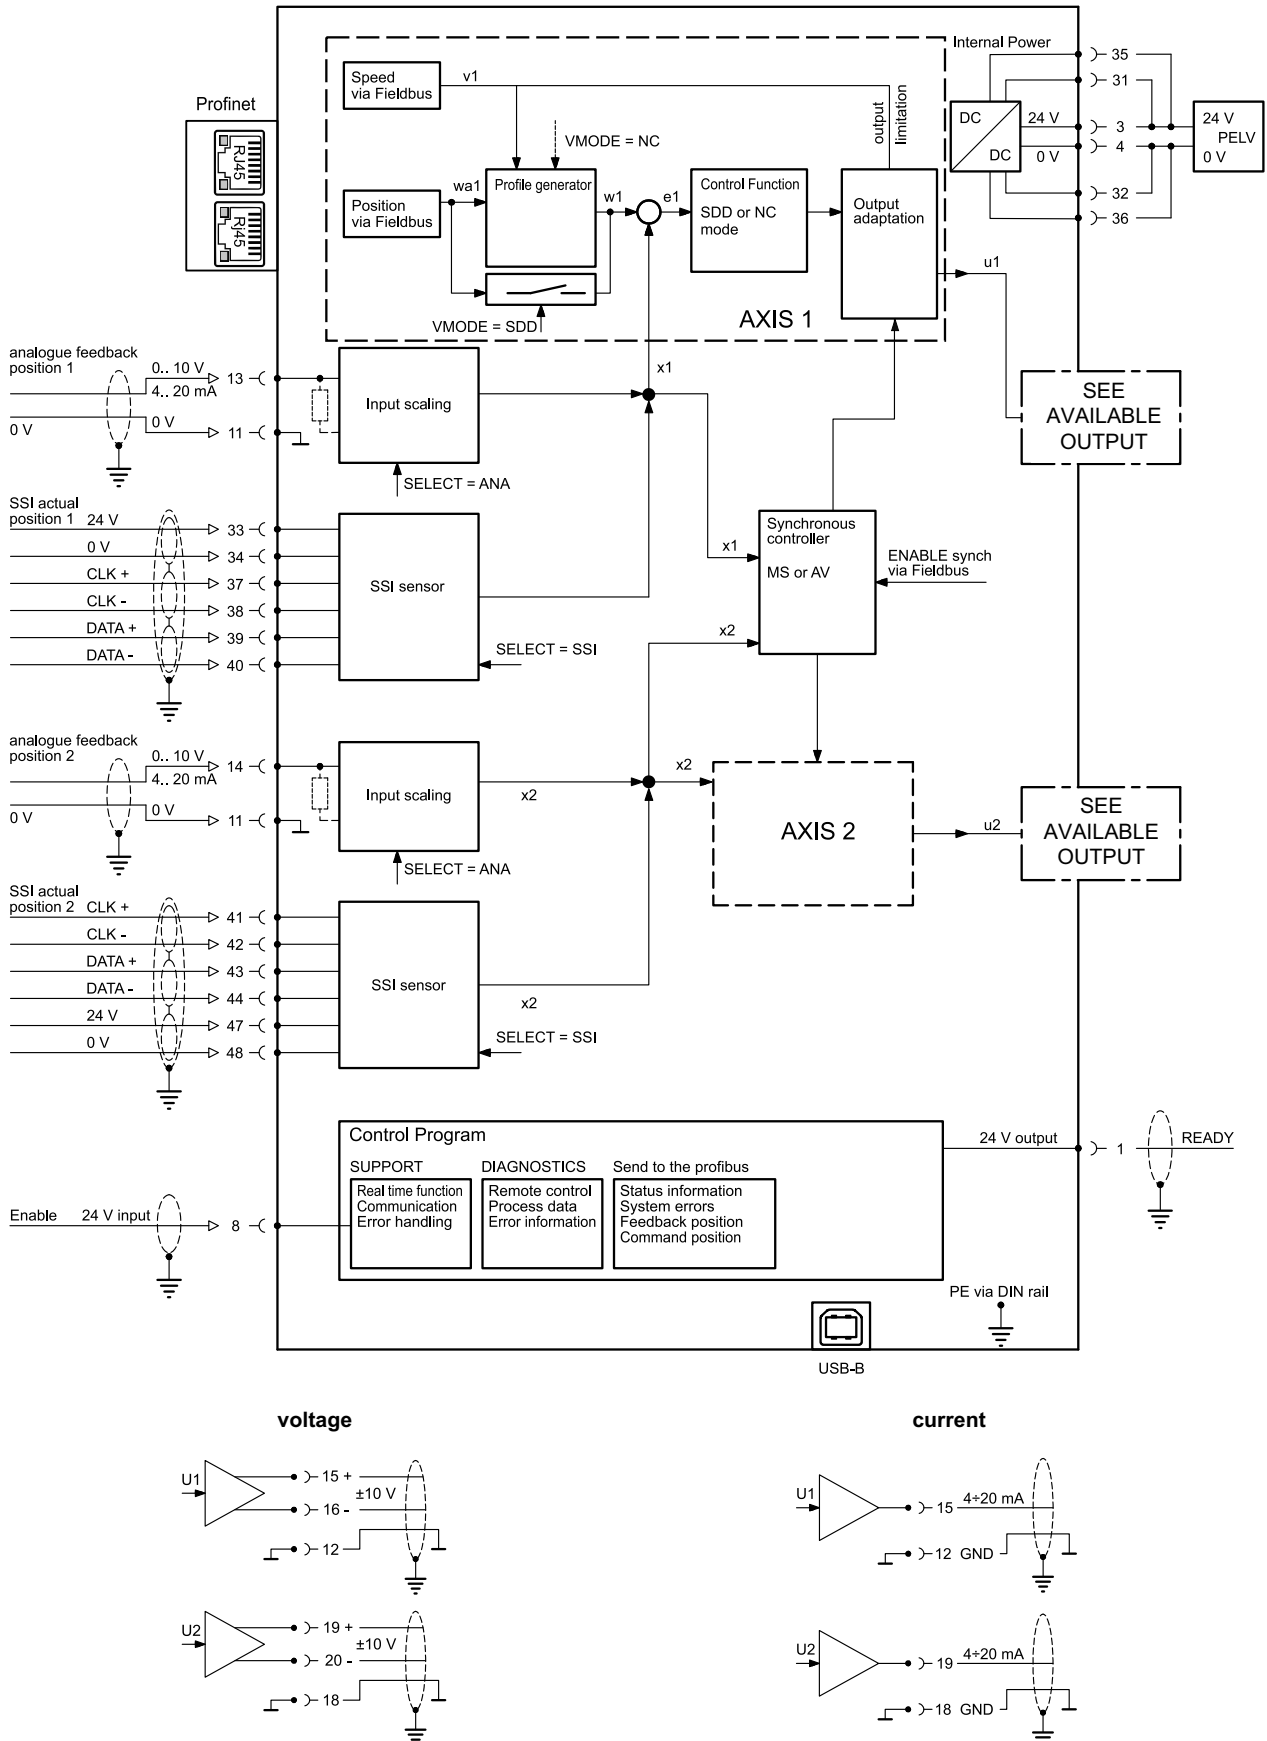 Profinet
RJ45
Rj45
Speed
via Fieldbus
v1
VMODE = NC
output
limitation
Position
via Fieldbus
wa1
Profile generator
w1
e1
Control Function
SDD or NC
mode
Output
adaptation
VMODE = SDD
AXIS 1
u1
Internal Power
DC
DC
24 V
0 V
35
31
3
4
32
36
24 V
PELV
0 V
SEE
AVAILABLE
OUTPUT
analogue feedback
position 1
0.. 10 V
4.. 20 mA
0 V
0 V
13
11
Input scaling
SELECT = ANA
x1
SSI actual
position 1
24 V
0 V
CLK +
CLK -
DATA +
DATA -
33
34
37
38
39
40
SSI sensor
SELECT = SSI
x1
x2
Synchronous
controller
MS or AV
ENABLE synch
via Fieldbus
analogue feedback
position 2
0.. 10 V
4.. 20 mA
0 V
0 V
14
11
Input scaling
SELECT = ANA
x2
x2
AXIS 2
u2
SEE
AVAILABLE
OUTPUT
SSI actual
position 2
CLK +
CLK -
DATA +
DATA -
24 V
0 V
41
42
43
44
47
48
SSI sensor
x2
SELECT = SSI
Control Program
SUPPORT
Real time function
Communication
Error handling
DIAGNOSTICS
Remote control
Process data
Error information
Send to the profibus
Status information
System errors
Feedback position
Command position
24 V output
1
READY
Enable
24 V input
8
PE via DIN rail
USB-B
voltage
U1
15 +
±10 V
16 -
12
U2
19 +
±10 V
20 -
18
current
U1
15
4÷20 mA
12 GND
U2
19
4÷20 mA
18 GND